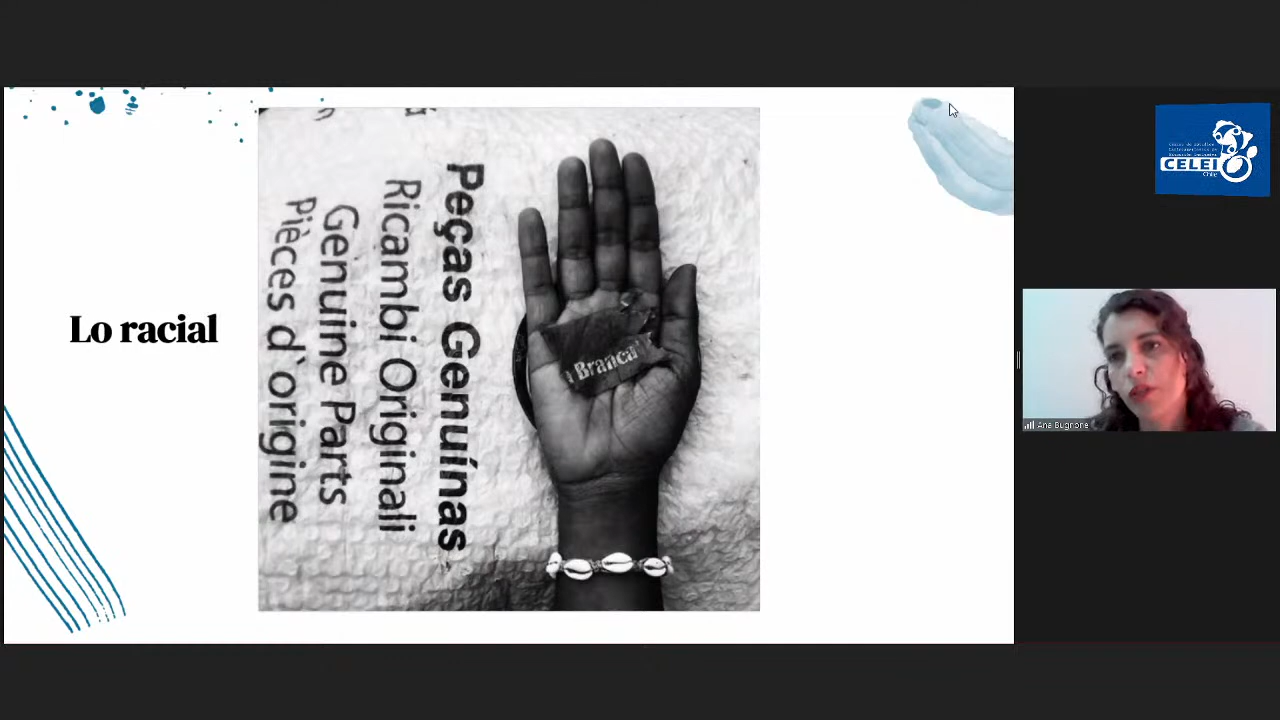 Lo racial
Peças Genuínas
Ricambi Originali
Genuine Parts
Pièces d`origine
Branca
CELEI
Chile
Ana Bugnone